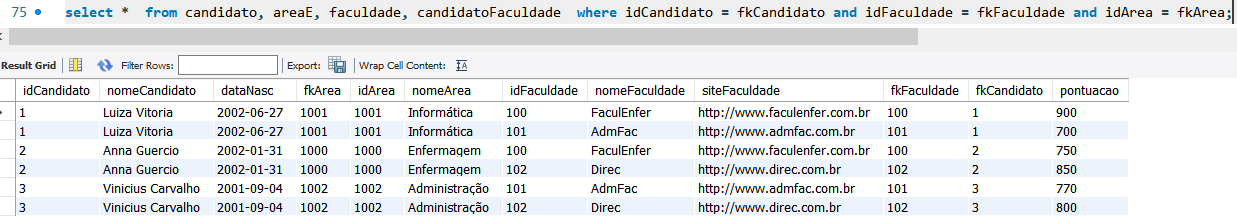 75 select * from candidato, areaE, faculdade, candidatoFaculdade where idCandidato = fkCandidato and idFaculdade = fkFaculdade and idArea = fkArea;
Result Grid Filter Rows: Export: Wrap Cell Content:
idCandidato nomeCandidato dataNasc fkArea idArea nomeArea idFaculdade nomeFaculdade siteFaculdade fkFaculdade fkCandidato pontuacao
1 Luiza Vitoria 2002-06-27 1001 1001 Informática 100 FaculEnfer http://www.faculenfer.com.br 100 1 900
1 Luiza Vitoria 2002-06-27 1001 1001 Informática 101 AdmFac http://www.admfac.com.br 101 1 700
2 Anna Guercio 2002-01-31 1000 1000 Enfermagem 100 FaculEnfer http://www.faculenfer.com.br 100 2 750
2 Anna Guercio 2002-01-31 1000 1000 Enfermagem 102 Direc http://www.direc.com.br 102 2 850
3 Vinicius Carvalho 2001-09-04 1002 1002 Administração 101 AdmFac http://www.admfac.com.br 101 3 770
3 Vinicius Carvalho 2001-09-04 1002 1002 Administração 102 Direc http://www.direc.com.br 102 3 800